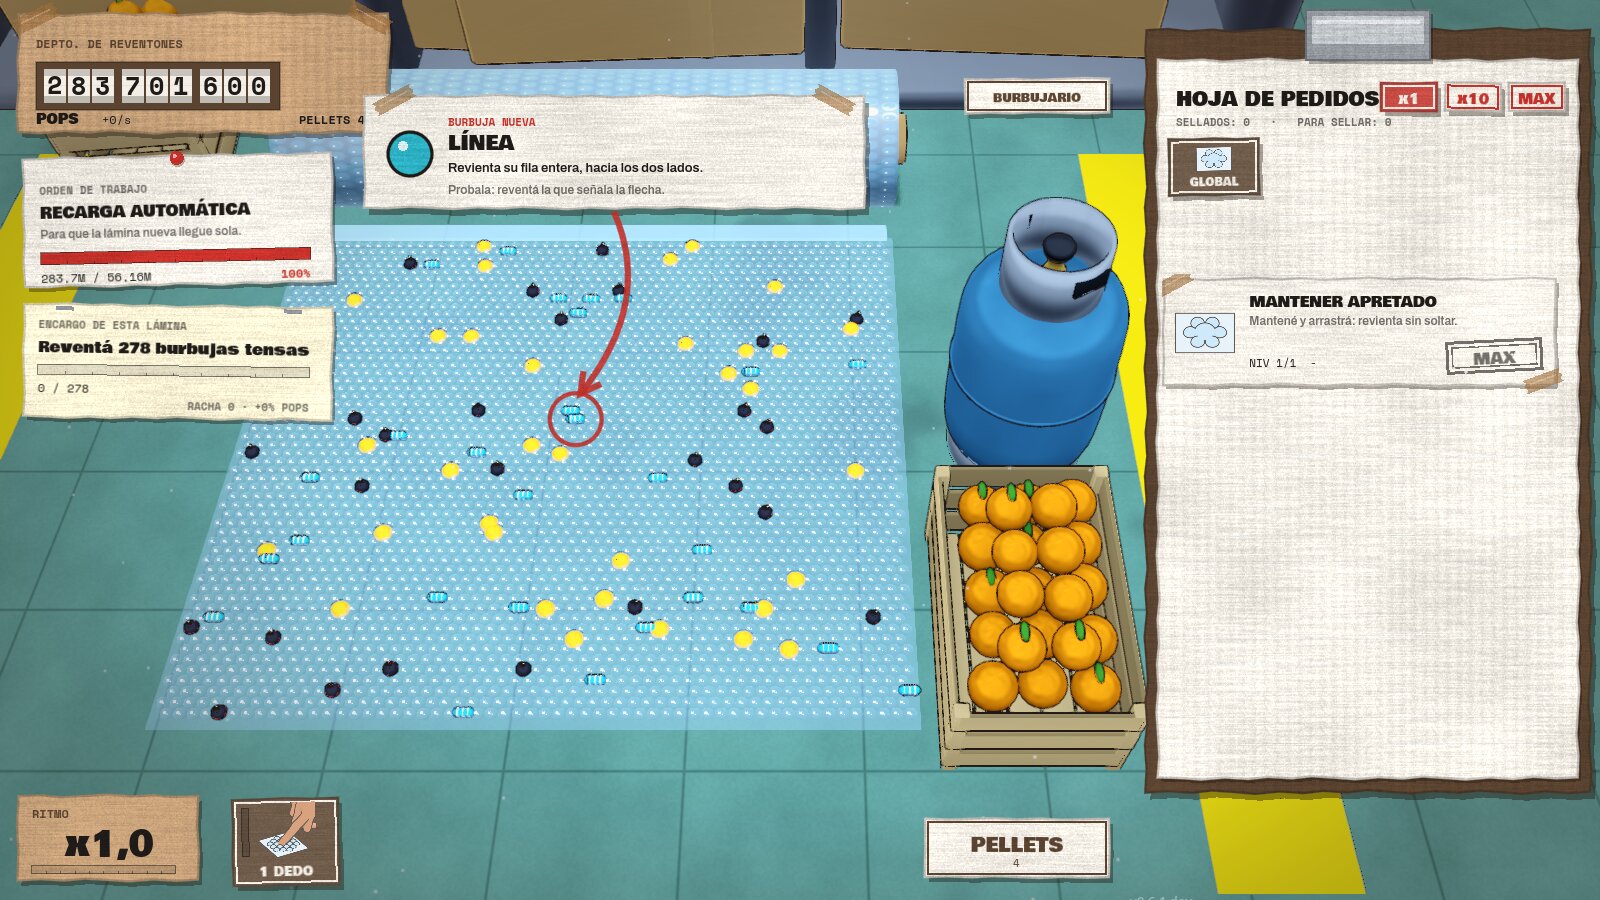 DEPTO. DE REVENTONES
283 701 600
POPS +0/s PELLETS 4
ORDEN DE TRABAJO
RECARGA AUTOMÁTICA
Para que la lámina nueva llegue sola.
283.7M / 56.16M 100%
ENCARGO DE ESTA LÁMINA
Reventá 278 burbujas tensas
0 / 278
RACHA 0 · +0% POPS
BURBUJA NUEVA
LÍNEA
Revienta su fila entera, hacia los dos lados.
Probala: reventá la que señala la flecha.
BURBUJARIO
HOJA DE PEDIDOS x1 x10 MAX
SELLADOS: 0 · PARA SELLAR: 0
GLOBAL
MANTENER APRETADO
Mantené y arrastrá: revienta sin soltar.
NIV 1/1 -
MAX
RITMO
x1,0
1 DEDO
PELLETS
4